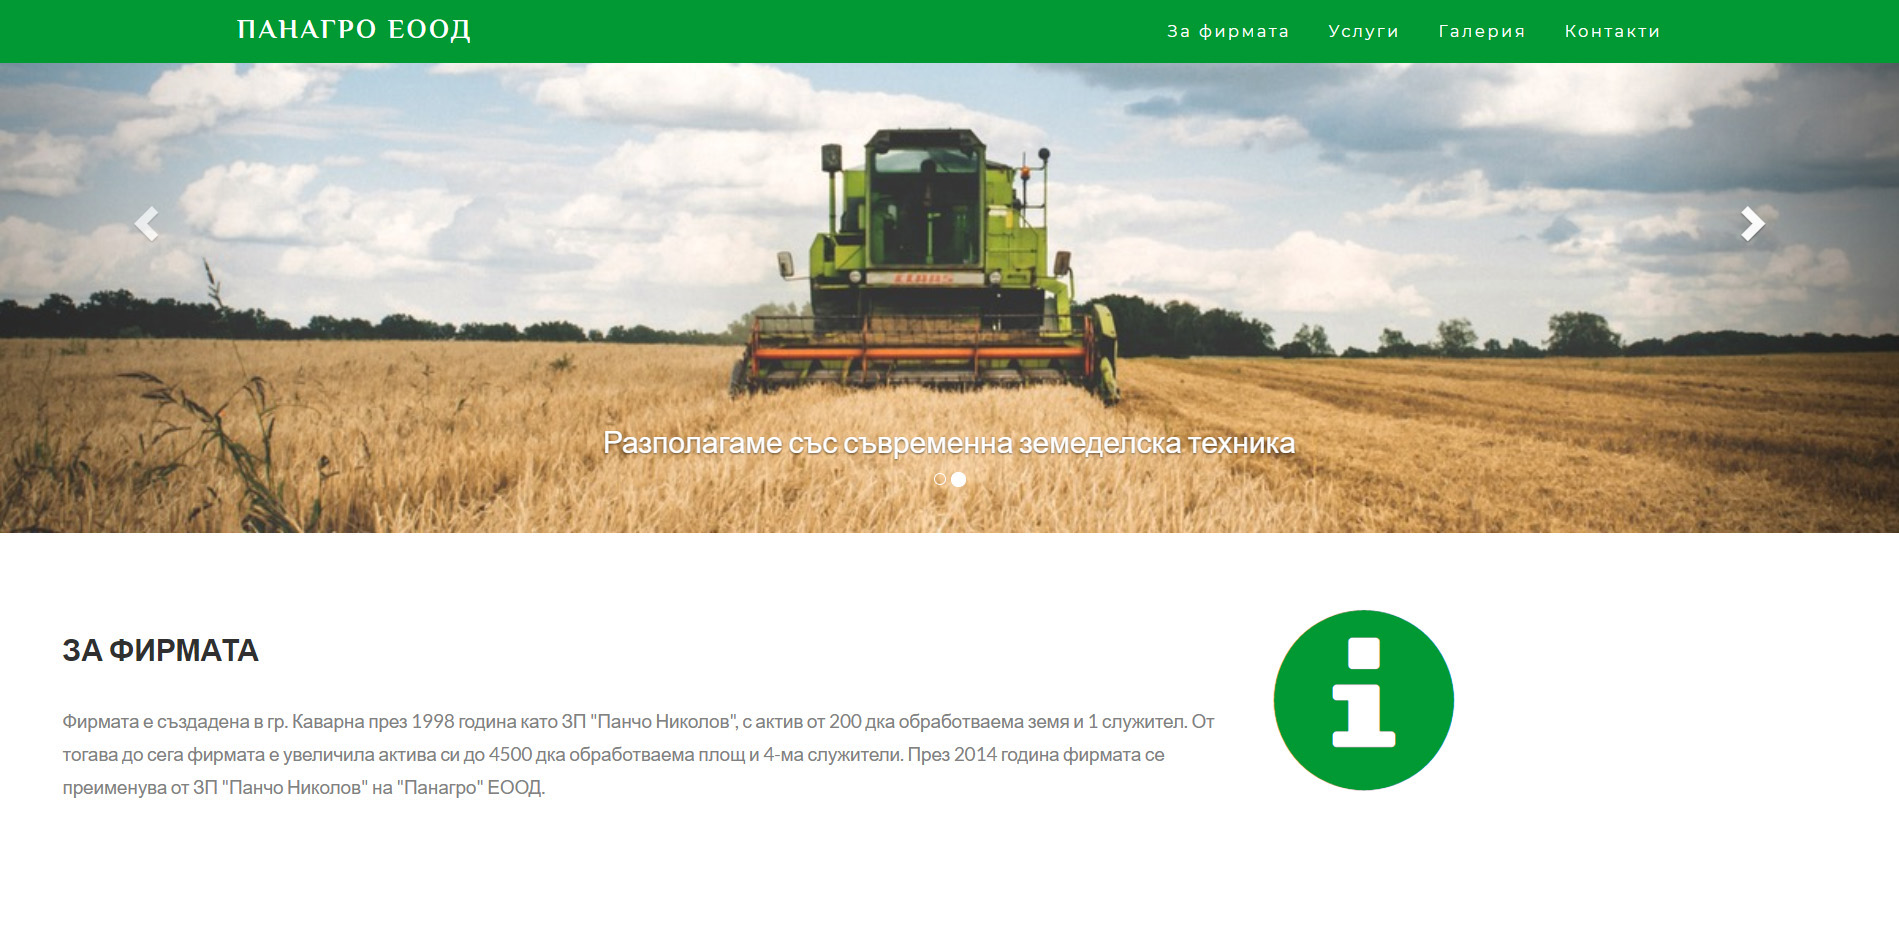 ПАНАГРО ЕООД
За фирмата Услуги Галерия Контакти
CLAAS
Разполагаме със съвременна земеделска техника
ЗА ФИРМАТА
Фирмата е създадена в гр. Каварна през 1998 година като ЗП "Панчо Николов", с актив от 200 дка обработваема земя и 1 служител. От
тогава до сега фирмата е увеличила актива си до 4500 дка обработваема площ и 4-ма служители. През 2014 година фирмата се
преименува от ЗП "Панчо Николов" на "Панагро" ЕООД.